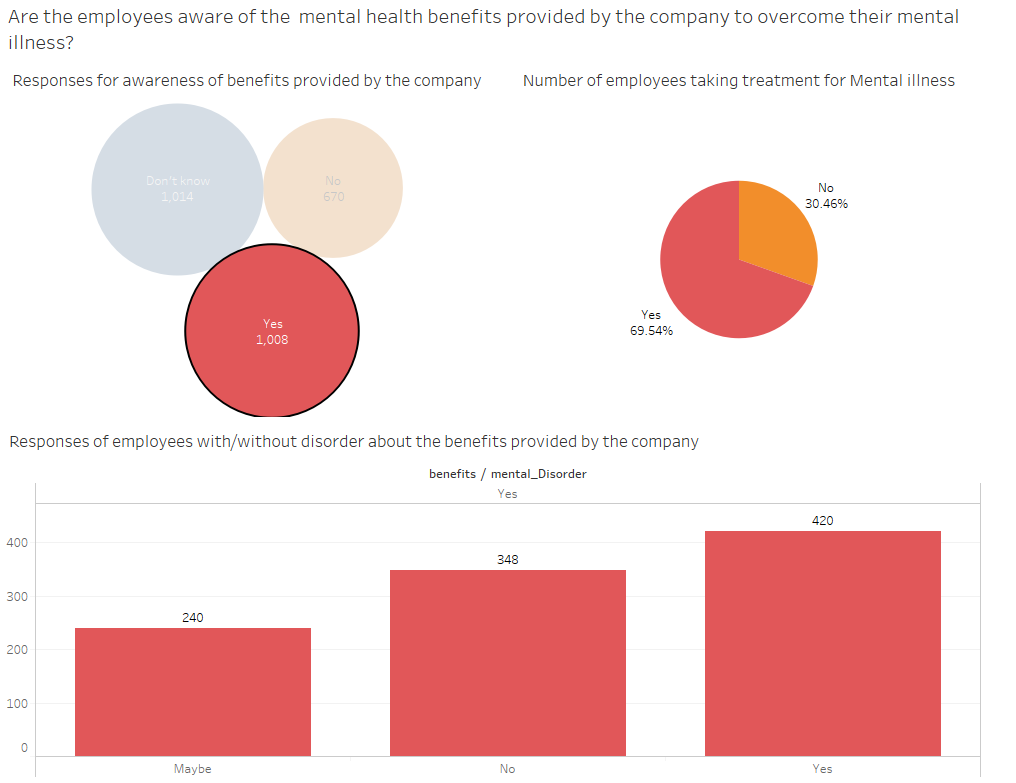 Are the employees aware of the  mental health benefits provided by the company to overcome their mental
illness?
Responses for awareness of benefits provided by the company
Number of employees taking treatment for Mental illness
Don't know
1,014
No
670
Yes
1,008
No
30.46%
Yes
69.54%
Responses of employees with/without disorder about the benefits provided by the company
benefits / mental_Disorder
Yes
400
300
200
100
0
240
348
420
Maybe
No
Yes